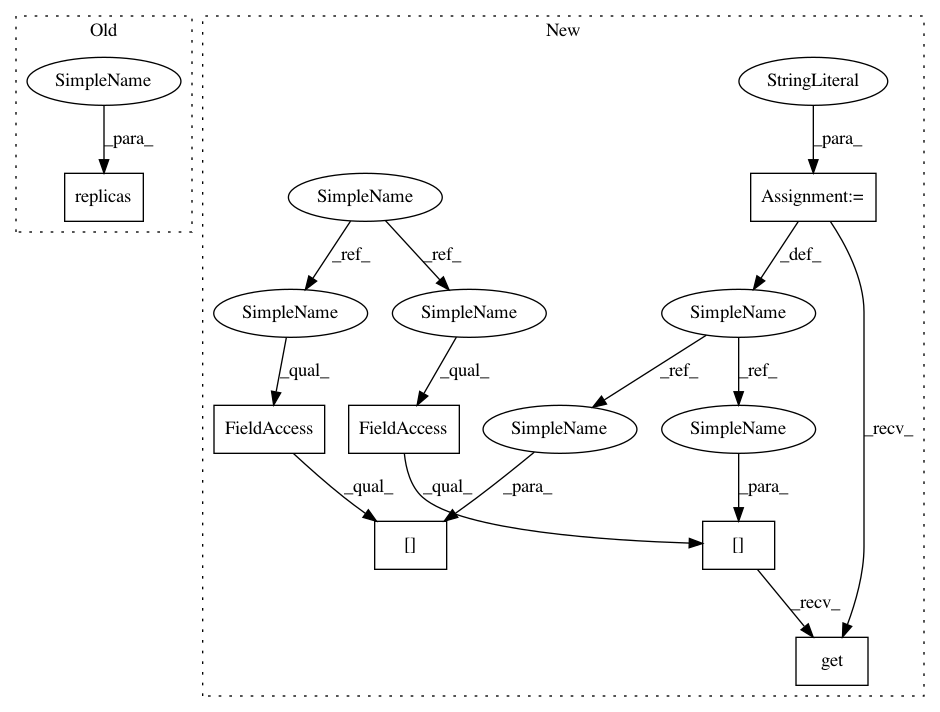 Old
New
SimpleName
StringLiteral
_para_
_para_
replicas
SimpleName
Assignment:=
_ref_
_ref_
_def_
SimpleName
SimpleName
SimpleName
_qual_
_qual_
_ref_
_ref_
FieldAccess
FieldAccess
SimpleName
SimpleName
_recv_
_qual_
_qual_
_para_
_para_
[]
[]
_recv_
get